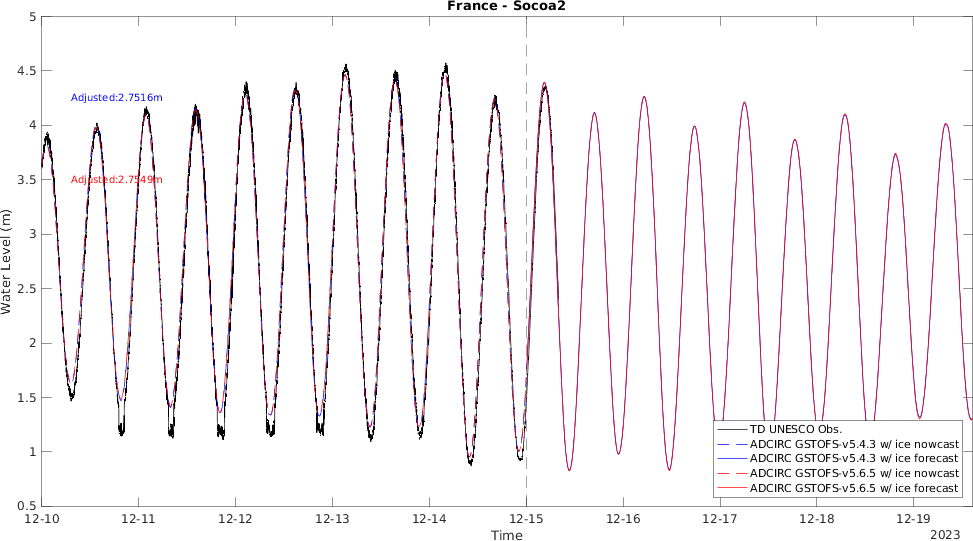 France - Socoa2
5
4.5
4
3.5
3
2.5
2
1.5
1
0.5
Water Level (m)
Adjusted:2.7516m
Adjusted:2.7549m
TD UNESCO Obs.
ADCIRC GSTOFS-v5.4.3 w/ ice nowcast
ADCIRC GSTOFS-v5.4.3 w/ ice forecast
ADCIRC GSTOFS-v5.6.5 w/ ice nowcast
ADCIRC GSTOFS-v5.6.5 w/ ice forecast
12-10 12-11 12-12 12-13 12-14 12-15 12-16 12-17 12-18 12-19
Time
2023